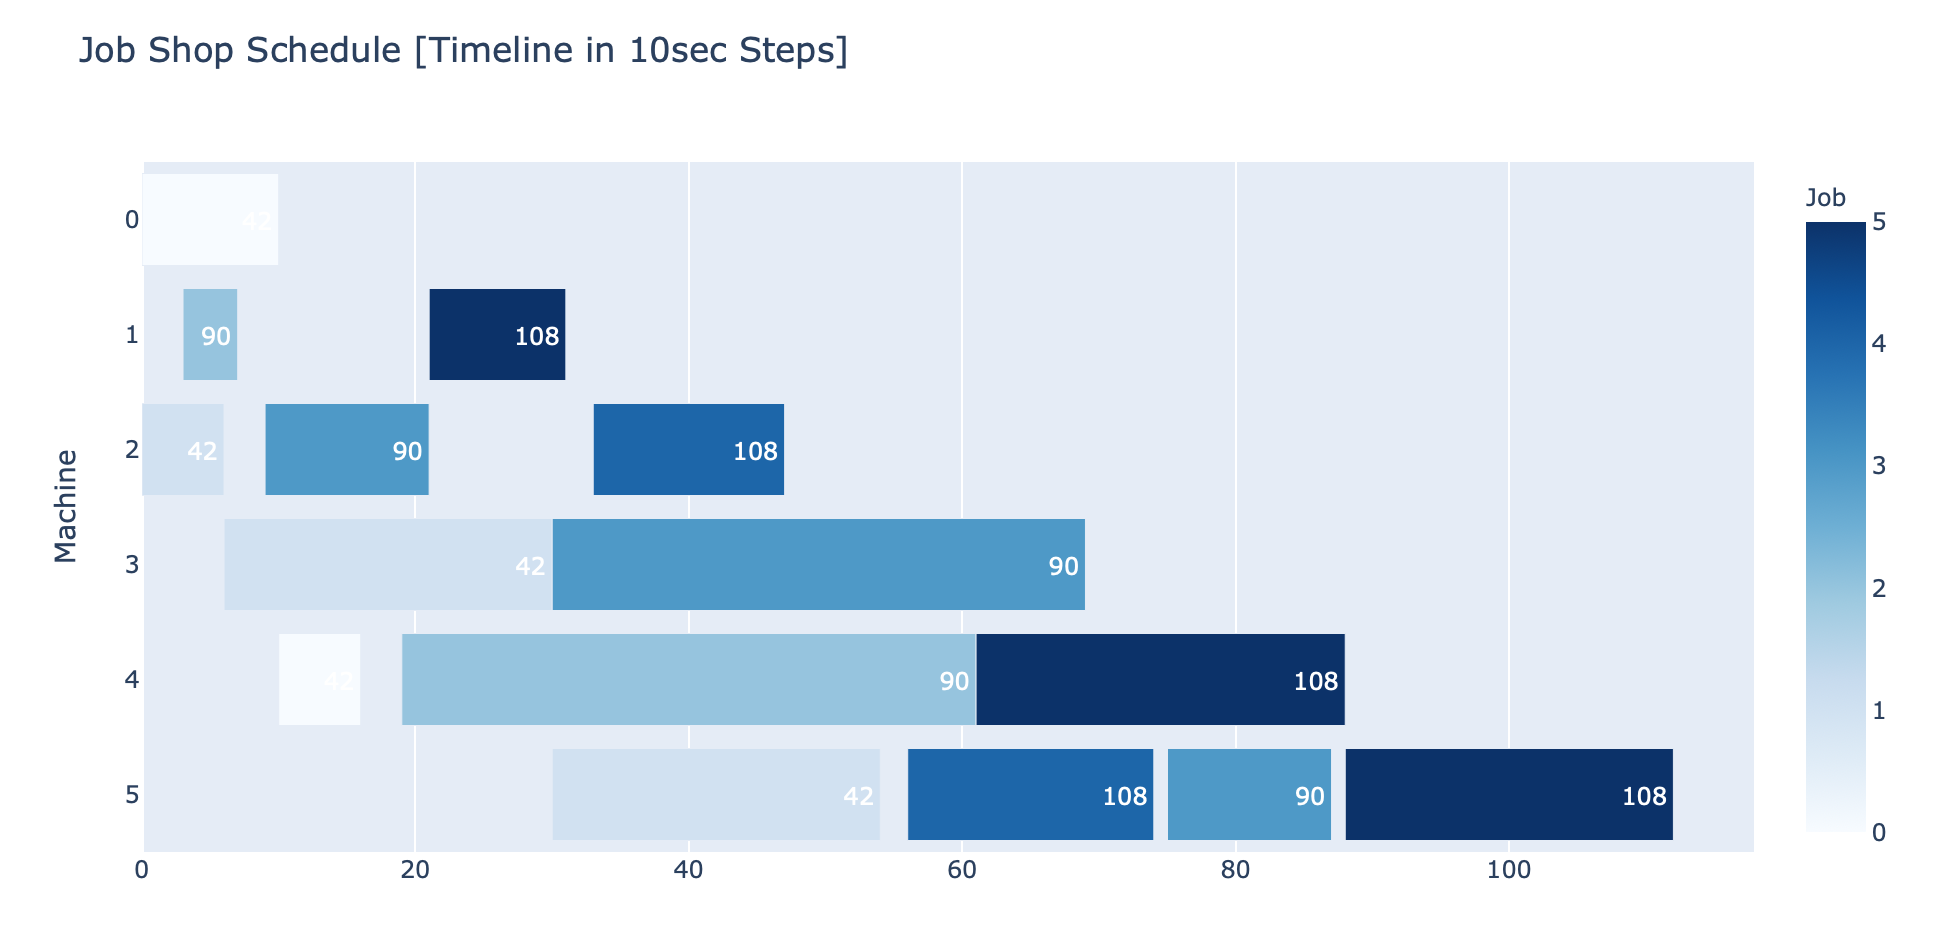 Job Shop Schedule [Timeline in 10sec Steps]
Job
0 42
1 90 108
2 42 90 108
3 42 90
4 42 90 108
5 42 108 90 108
Machine
0 20 40 60 80 100
5
4
3
2
1
0